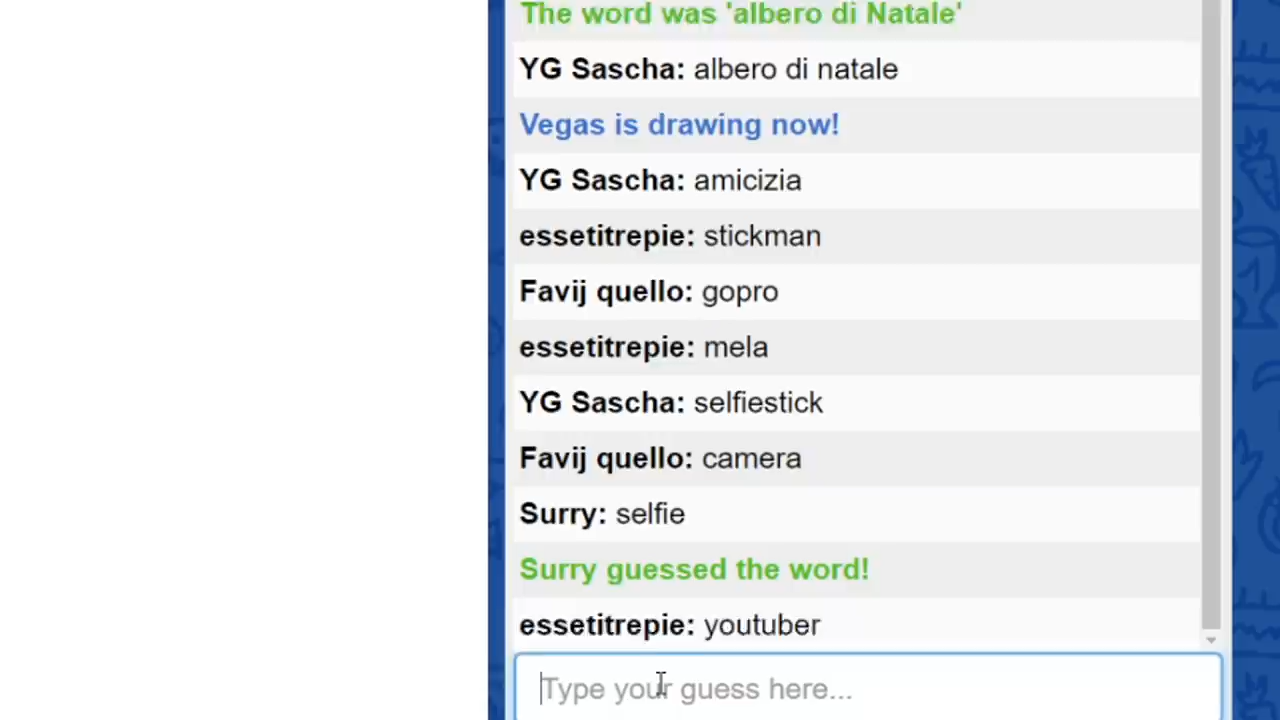 The word was 'albero di Natale'
YG Sascha: albero di natale
Vegas is drawing now!
YG Sascha: amicizia
essetitrepie: stickman
Favij quello: gopro
essetitrepie: mela
YG Sascha: selfiestick
Favij quello: camera
Surry: selfie
Surry guessed the word!
essetitrepie: youtuber
Type your guess here...